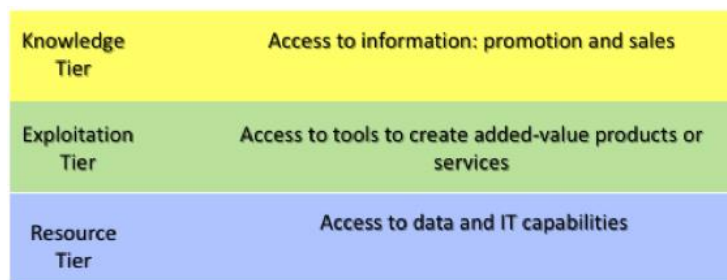 Knowledge
Tier
Access to information: promotion and sales
Exploitation
Tier
Access to tools to create added-value products or
services
Resource
Tier
Access to data and IT capabilities